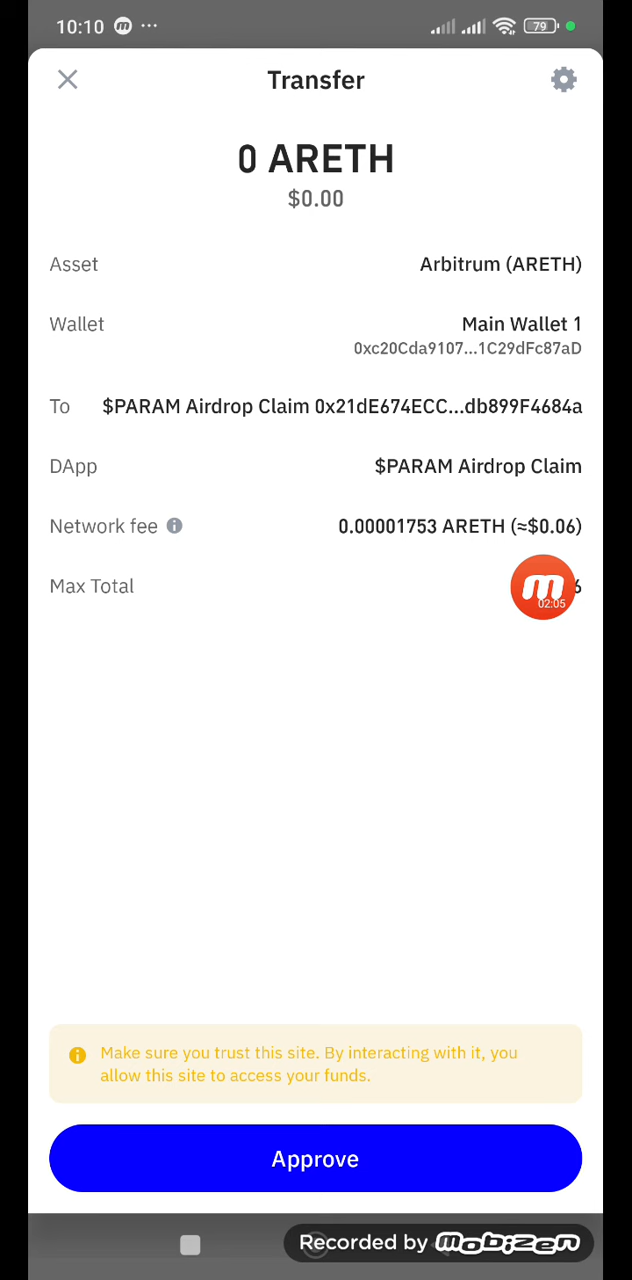 10:10 m ... 79
Transfer
0 ARETH
$0.00
Asset Arbitrum (ARETH)
Wallet Main Wallet 1
0xc20Cda9107...1C29dFc87aD
To $PARAM Airdrop Claim 0x21dE674ECC...db899F4684a
DApp $PARAM Airdrop Claim
Network fee 0.00001753 ARETH (≈$0.06)
Max Total 6
m
02:05
Make sure you trust this site. By interacting with it, you
allow this site to access your funds.
Approve
Recorded by mobizen